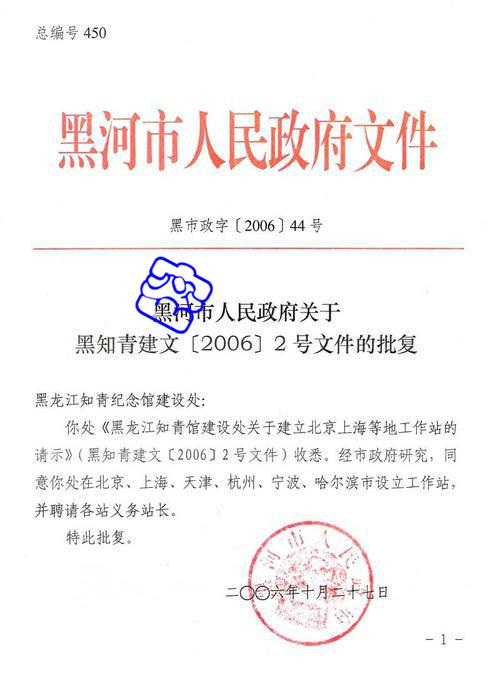 总编号 450
黑河市人民政府文件
黑市政字〔2006〕44 号
黑河市人民政府关于
黑知青建文〔2006〕2 号文件的批复
黑龙江知青纪念馆建设处:
你处《黑龙江知青馆建设处关于建立北京上海等地工作站的
请示》(黑知青建文〔2006〕2 号文件)收悉。经市政府研究,同
意你处在北京、上海、天津、杭州、宁波、哈尔滨市设立工作站,
并聘请各站义务站长。
特此批复。
黑河市人民政府
二〇〇六年十月二十七日
- 1 -